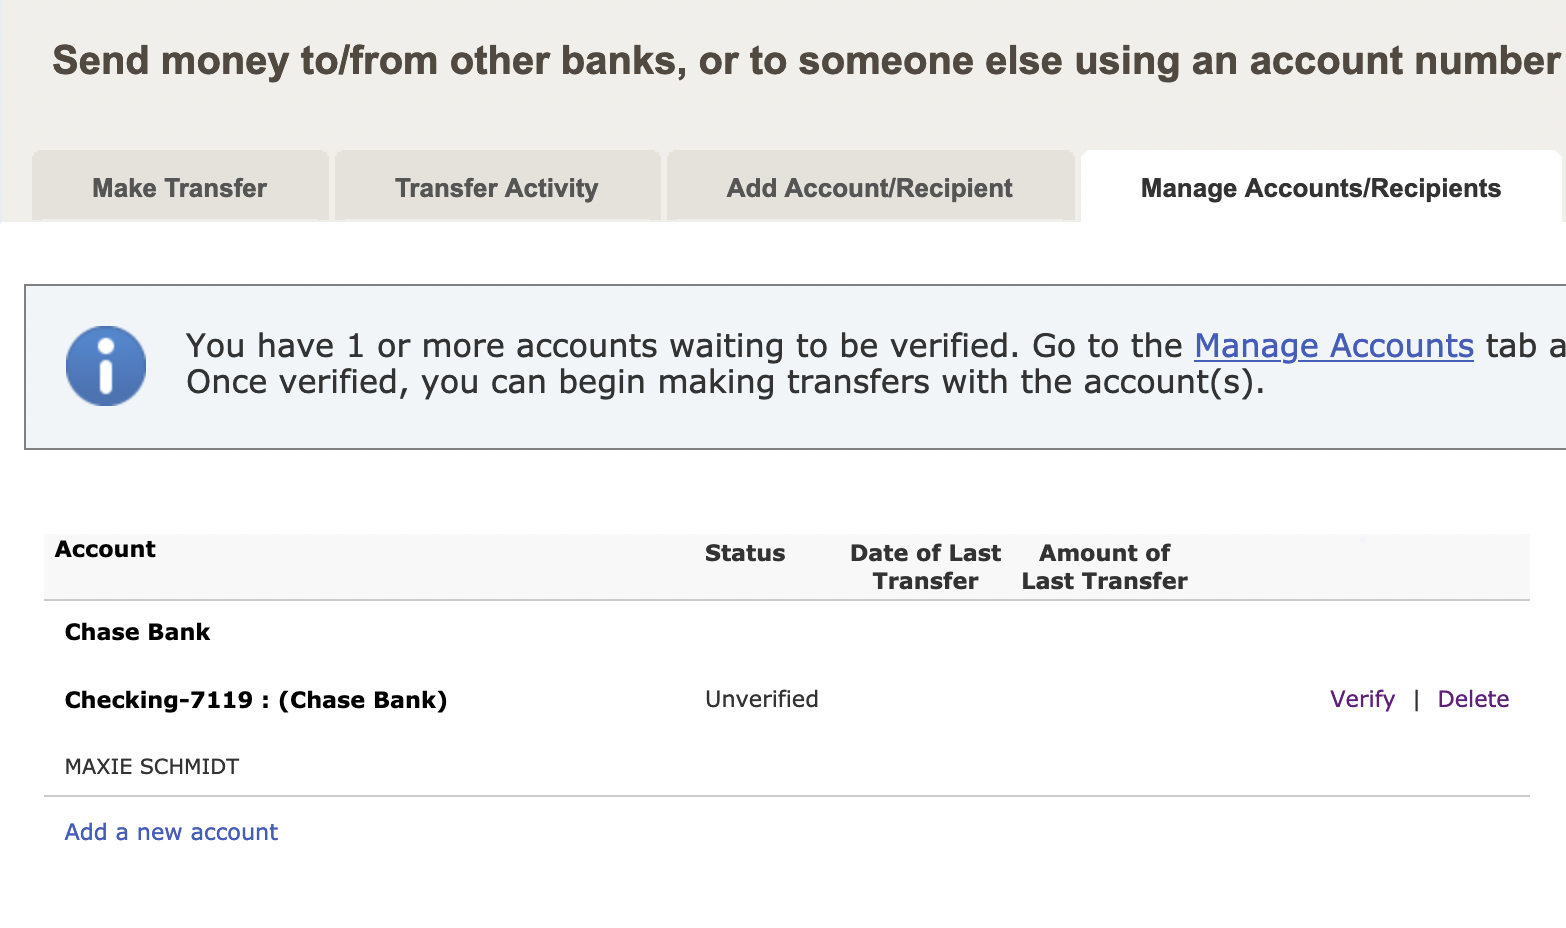 Send money to/from other banks, or to someone else using an account number
Make Transfer
Transfer Activity
Add Account/Recipient
Manage Accounts/Recipients
You have 1 or more accounts waiting to be verified. Go to the Manage Accounts tab a
Once verified, you can begin making transfers with the account(s).
Account Status Date of Last Transfer Amount of Last Transfer
Chase Bank
Checking-7119 : (Chase Bank) Unverified Verify | Delete
MAXIE SCHMIDT
Add a new account